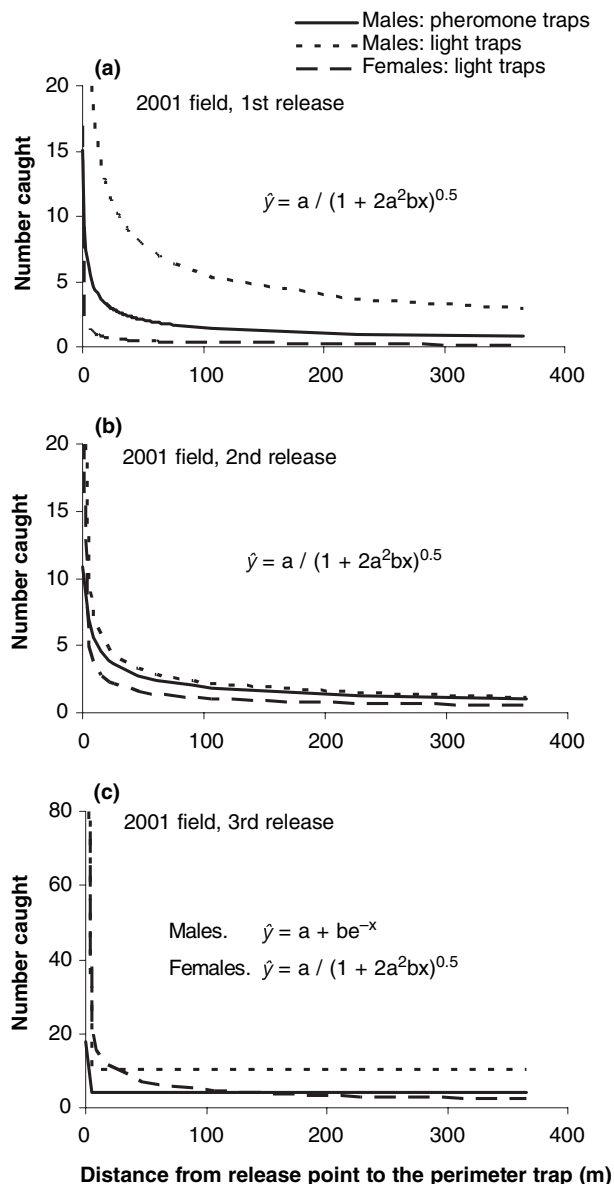 Males: pheromone traps
Males: light traps
Females: light traps
(a)
2001 field, 1st release
ŷ = a / (1 + 2a²bx)^0.5
Number caught
20
15
10
5
0
0 100 200 300 400
(b)
2001 field, 2nd release
ŷ = a / (1 + 2a²bx)^0.5
Number caught
20
15
10
5
0
0 100 200 300 400
(c)
2001 field, 3rd release
Males. ŷ = a + be^–x
Females. ŷ = a / (1 + 2a²bx)^0.5
Number caught
80
60
40
20
0
0 100 200 300 400
Distance from release point to the perimeter trap (m)